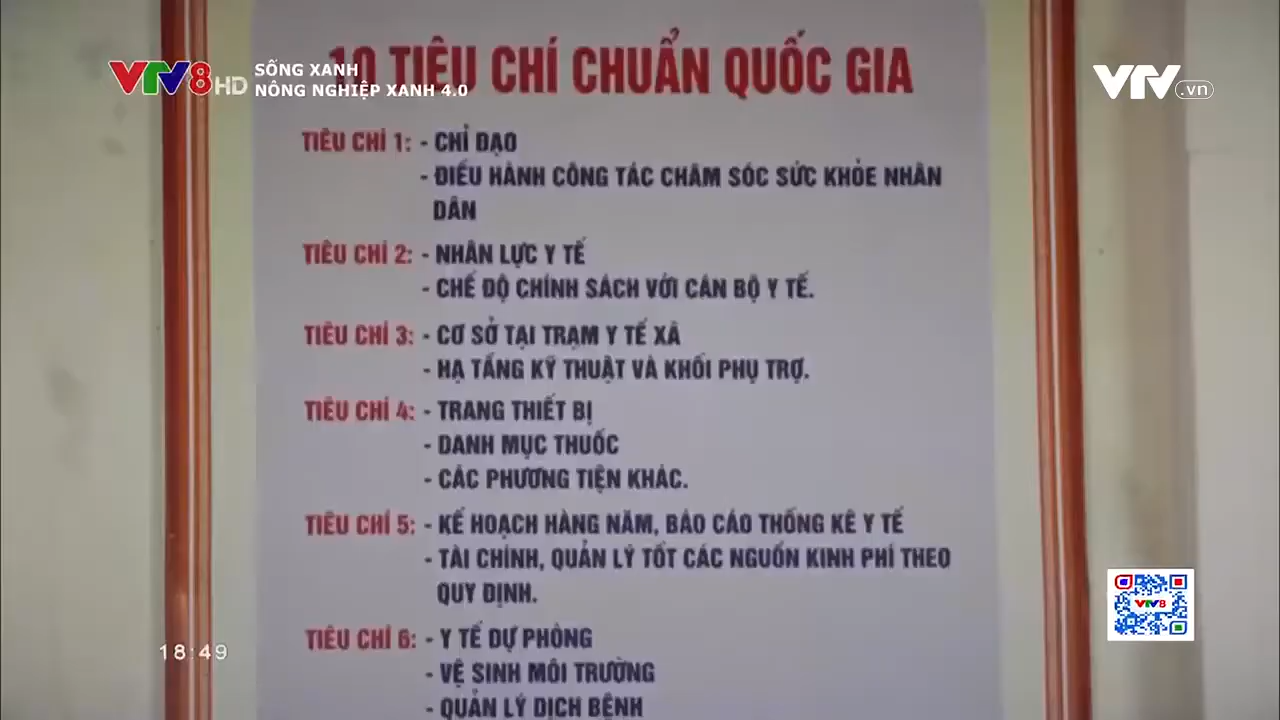 VTV8 HD
SỐNG XANH
NÔNG NGHIỆP XANH 4.0
VTV.vn
10 TIÊU CHÍ CHUẨN QUỐC GIA
TIÊU CHÍ 1: - CHỈ ĐẠO
- ĐIỀU HÀNH CÔNG TÁC CHĂM SÓC SỨC KHỎE NHÂN
DÂN
TIÊU CHÍ 2: - NHÂN LỰC Y TẾ
- CHẾ ĐỘ CHÍNH SÁCH VỚI CÁN BỘ Y TẾ.
TIÊU CHÍ 3: - CƠ SỞ TẠI TRẠM Y TẾ XÃ
- HẠ TẦNG KỸ THUẬT VÀ KHỐI PHỤ TRỢ.
TIÊU CHÍ 4: - TRANG THIẾT BỊ
- DANH MỤC THUỐC
- CÁC PHƯƠNG TIỆN KHÁC.
TIÊU CHÍ 5: - KẾ HOẠCH HÀNG NĂM, BÁO CÁO THỐNG KÊ Y TẾ
- TÀI CHÍNH, QUẢN LÝ TỐT CÁC NGUỒN KINH PHÍ THEO
QUY ĐỊNH.
TIÊU CHÍ 6: - Y TẾ DỰ PHÒNG
- VỆ SINH MÔI TRƯỜNG
- QUẢN LÝ DỊCH BỆNH
VTV8
18:49